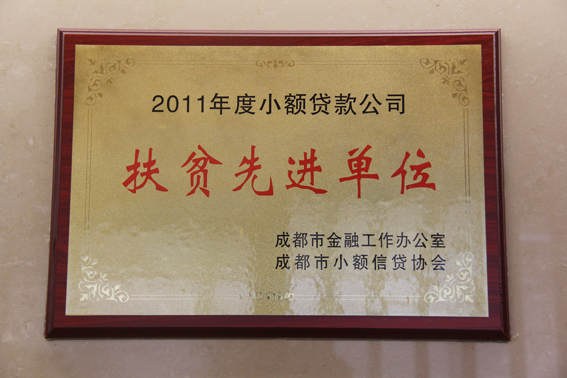 2011年度小额贷款公司
扶贫先进单位
成都市金融工作办公室
成都市小额信贷协会